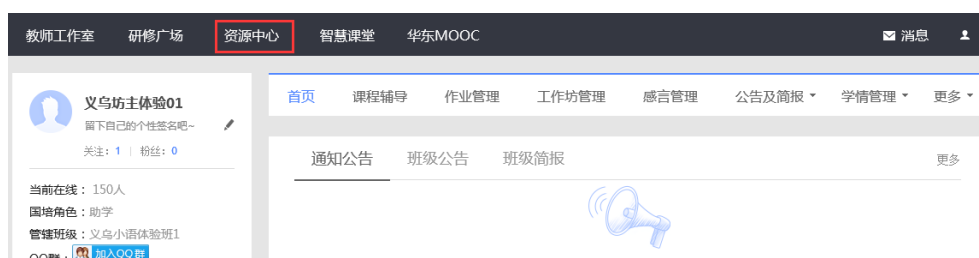 教师工作室 研修广场 资源中心 智慧课堂 华东MOOC 消息
义乌坊主体验01
留下自己的个性签名吧~
关注：1 | 粉丝：0
当前在线：150人
国培角色：助学
管辖班级：义乌小语体验班1
QQ群：加入QQ群
首页 课程辅导 作业管理 工作坊管理 感言管理 公告及简报 学情管理 更多
通知公告 班级公告 班级简报 更多